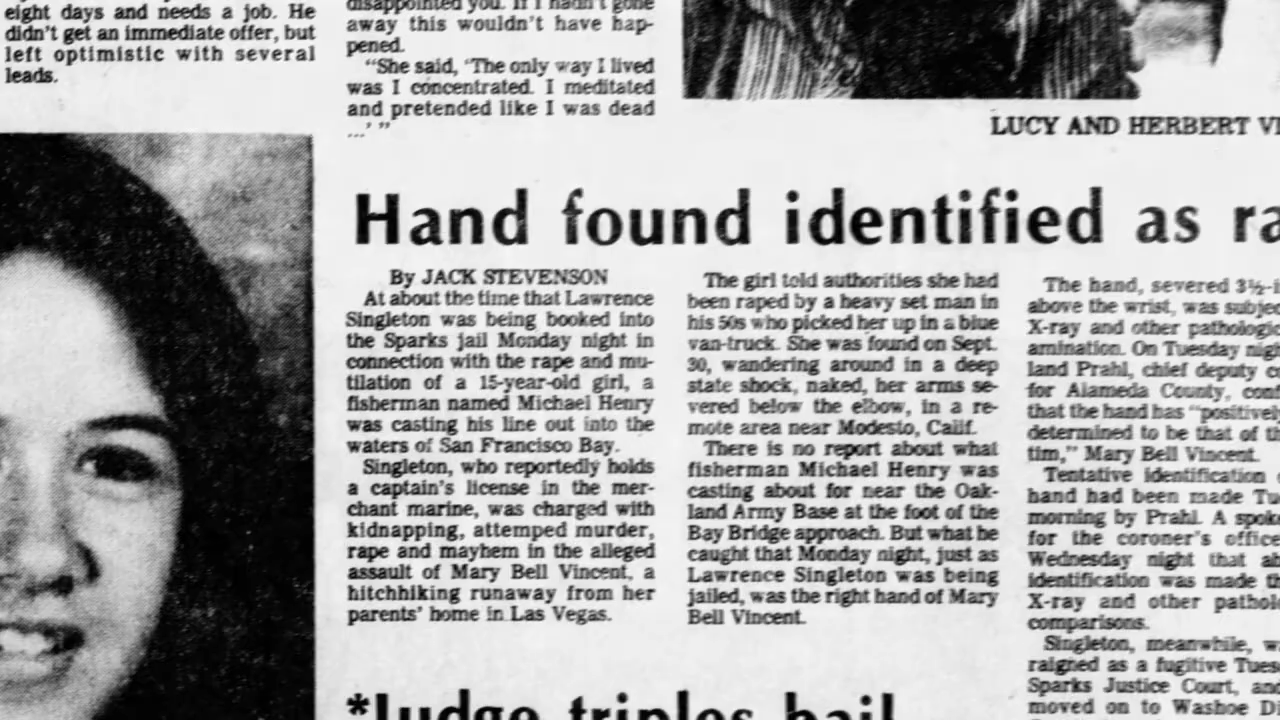 eight days and needs a job. He
didn't get an immediate offer, but
left optimistic with several
leads.
disappointed you. If I hadn't gone
away this wouldn't have hap-
pened.
"She said, 'The only way I lived
was I concentrated. I meditated
and pretended like I was dead
...' "
LUCY AND HERBERT
Hand found identified as
By JACK STEVENSON
At about the time that Lawrence
Singleton was being booked into
the Sparks jail Monday night in
connection with the rape and mu-
tilation of a 15-year-old girl, a
fisherman named Michael Henry
was casting his line out into the
waters of San Francisco Bay.
Singleton, who reportedly holds
a captain's license in the mer-
chant marine, was charged with
kidnapping, attemped murder,
rape and mayhem in the alleged
assault of Mary Bell Vincent, a
hitchhiking runaway from her
parents' home in Las Vegas.
The girl told authorities she had
been raped by a heavy set man in
his 50s who picked her up in a blue
van-truck. She was found on Sept.
30, wandering around in a deep
state shock, naked, her arms se-
vered below the elbow, in a re-
mote area near Modesto, Calif.
There is no report about what
fisherman Michael Henry was
casting about for near the Oak-
land Army Base at the foot of the
Bay Bridge approach. But what he
caught that Monday night, just as
Lawrence Singleton was being
jailed, was the right hand of Mary
Bell Vincent.
The hand, severed 3½-i
above the wrist, was subjec
X-ray and other pathologic
amination. On Tuesday nigh
land Prahl, chief deputy co
for Alameda County, conf
that the hand has "positivel
determined to be that of th
tim," Mary Bell Vincent.
Tentative identification
hand had been made Tu
morning by Prahl. A spok
for the coroner's office
Wednesday night that ab
identification was made th
X-ray and other pathol
comparisons.
Singleton, meanwhile, w
raigned as a fugitive Tues
Sparks Justice Court, and
moved on to Washoe Di
*Judge triples bail